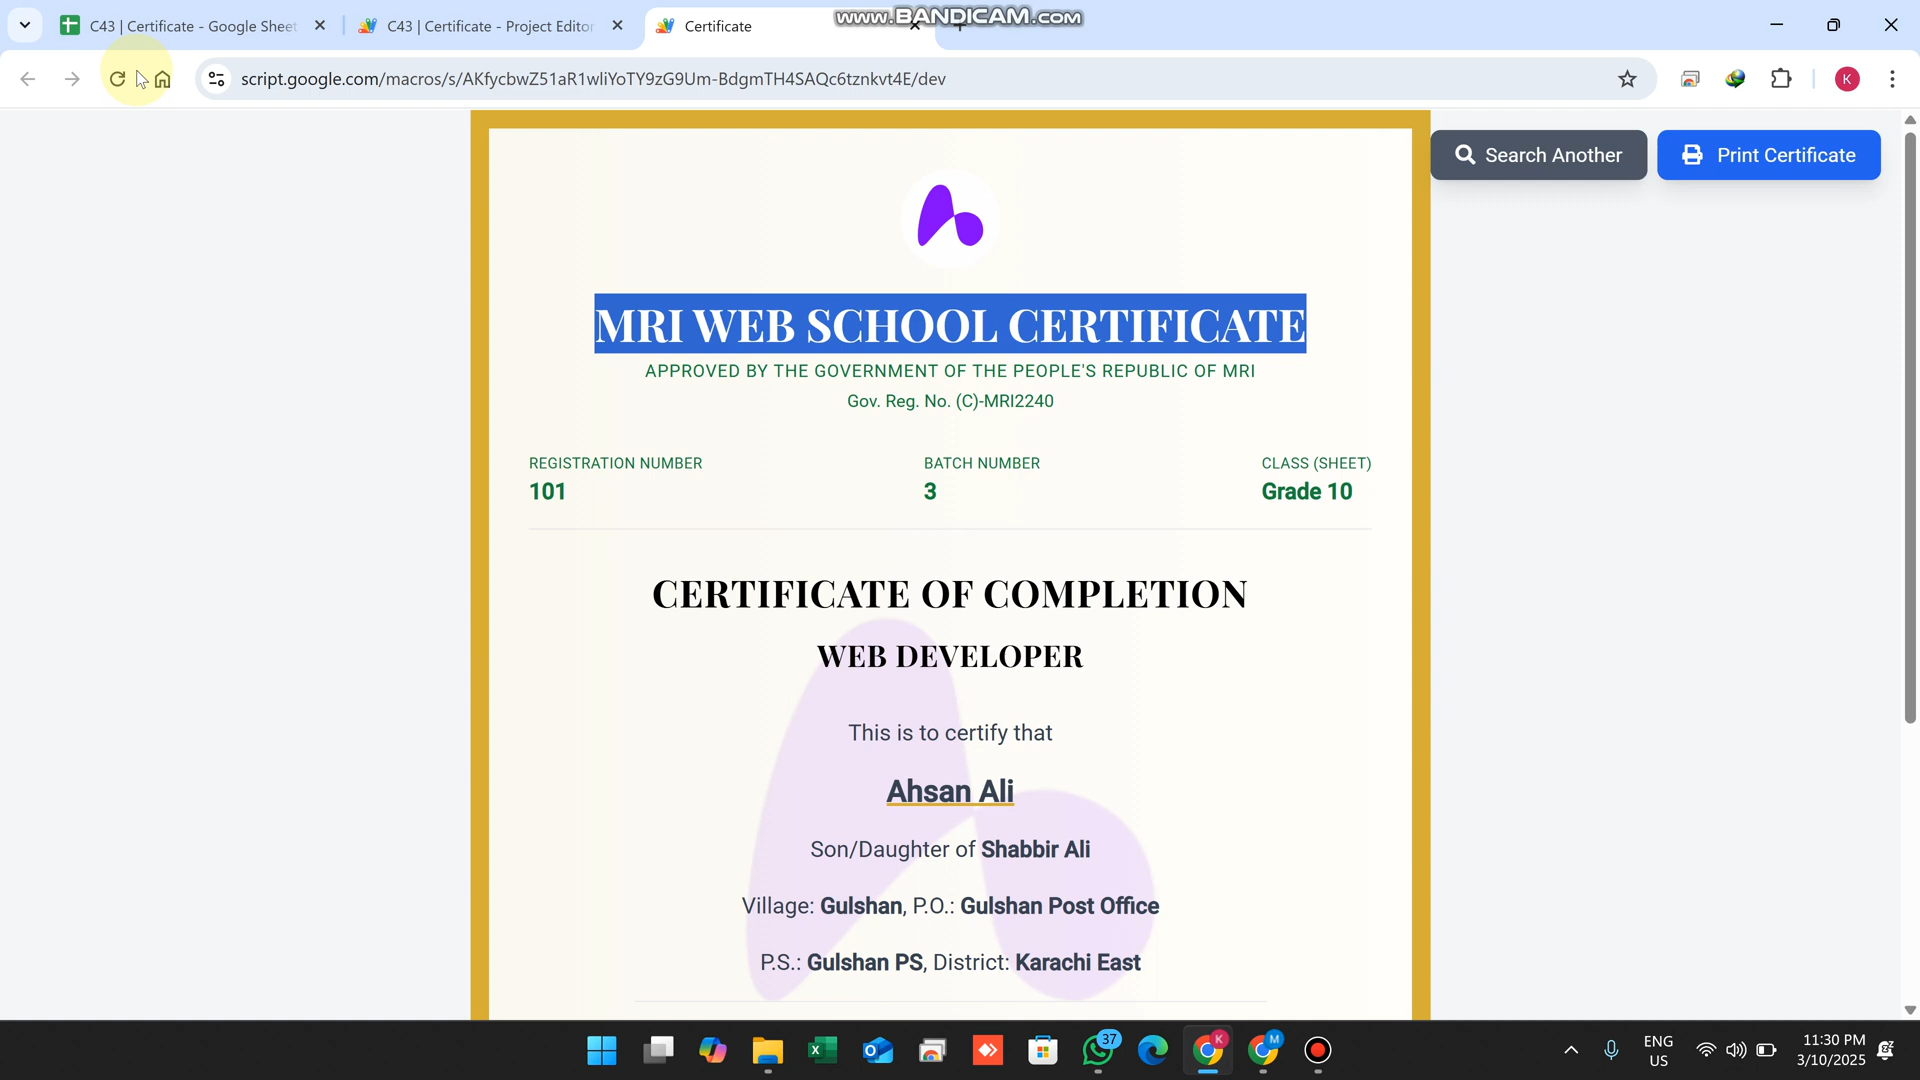 www.BANDICAM.com
C43 | Certificate - Google Sheet
C43 | Certificate - Project Editor
Certificate
script.google.com/macros/s/AKfycbwZ51aR1wliYoTY9zG9Um-BdgmTH4SAQc6tznkvt4E/dev
K
Search Another
Print Certificate
MRI WEB SCHOOL CERTIFICATE
APPROVED BY THE GOVERNMENT OF THE PEOPLE'S REPUBLIC OF MRI
Gov. Reg. No. (C)-MRI2240
REGISTRATION NUMBER
101
BATCH NUMBER
3
CLASS (SHEET)
Grade 10
CERTIFICATE OF COMPLETION
WEB DEVELOPER
This is to certify that
Ahsan Ali
Son/Daughter of Shabbir Ali
Village: Gulshan, P.O.: Gulshan Post Office
P.S.: Gulshan PS, District: Karachi East
37
K
M
ENG
US
11:30 PM
3/10/2025